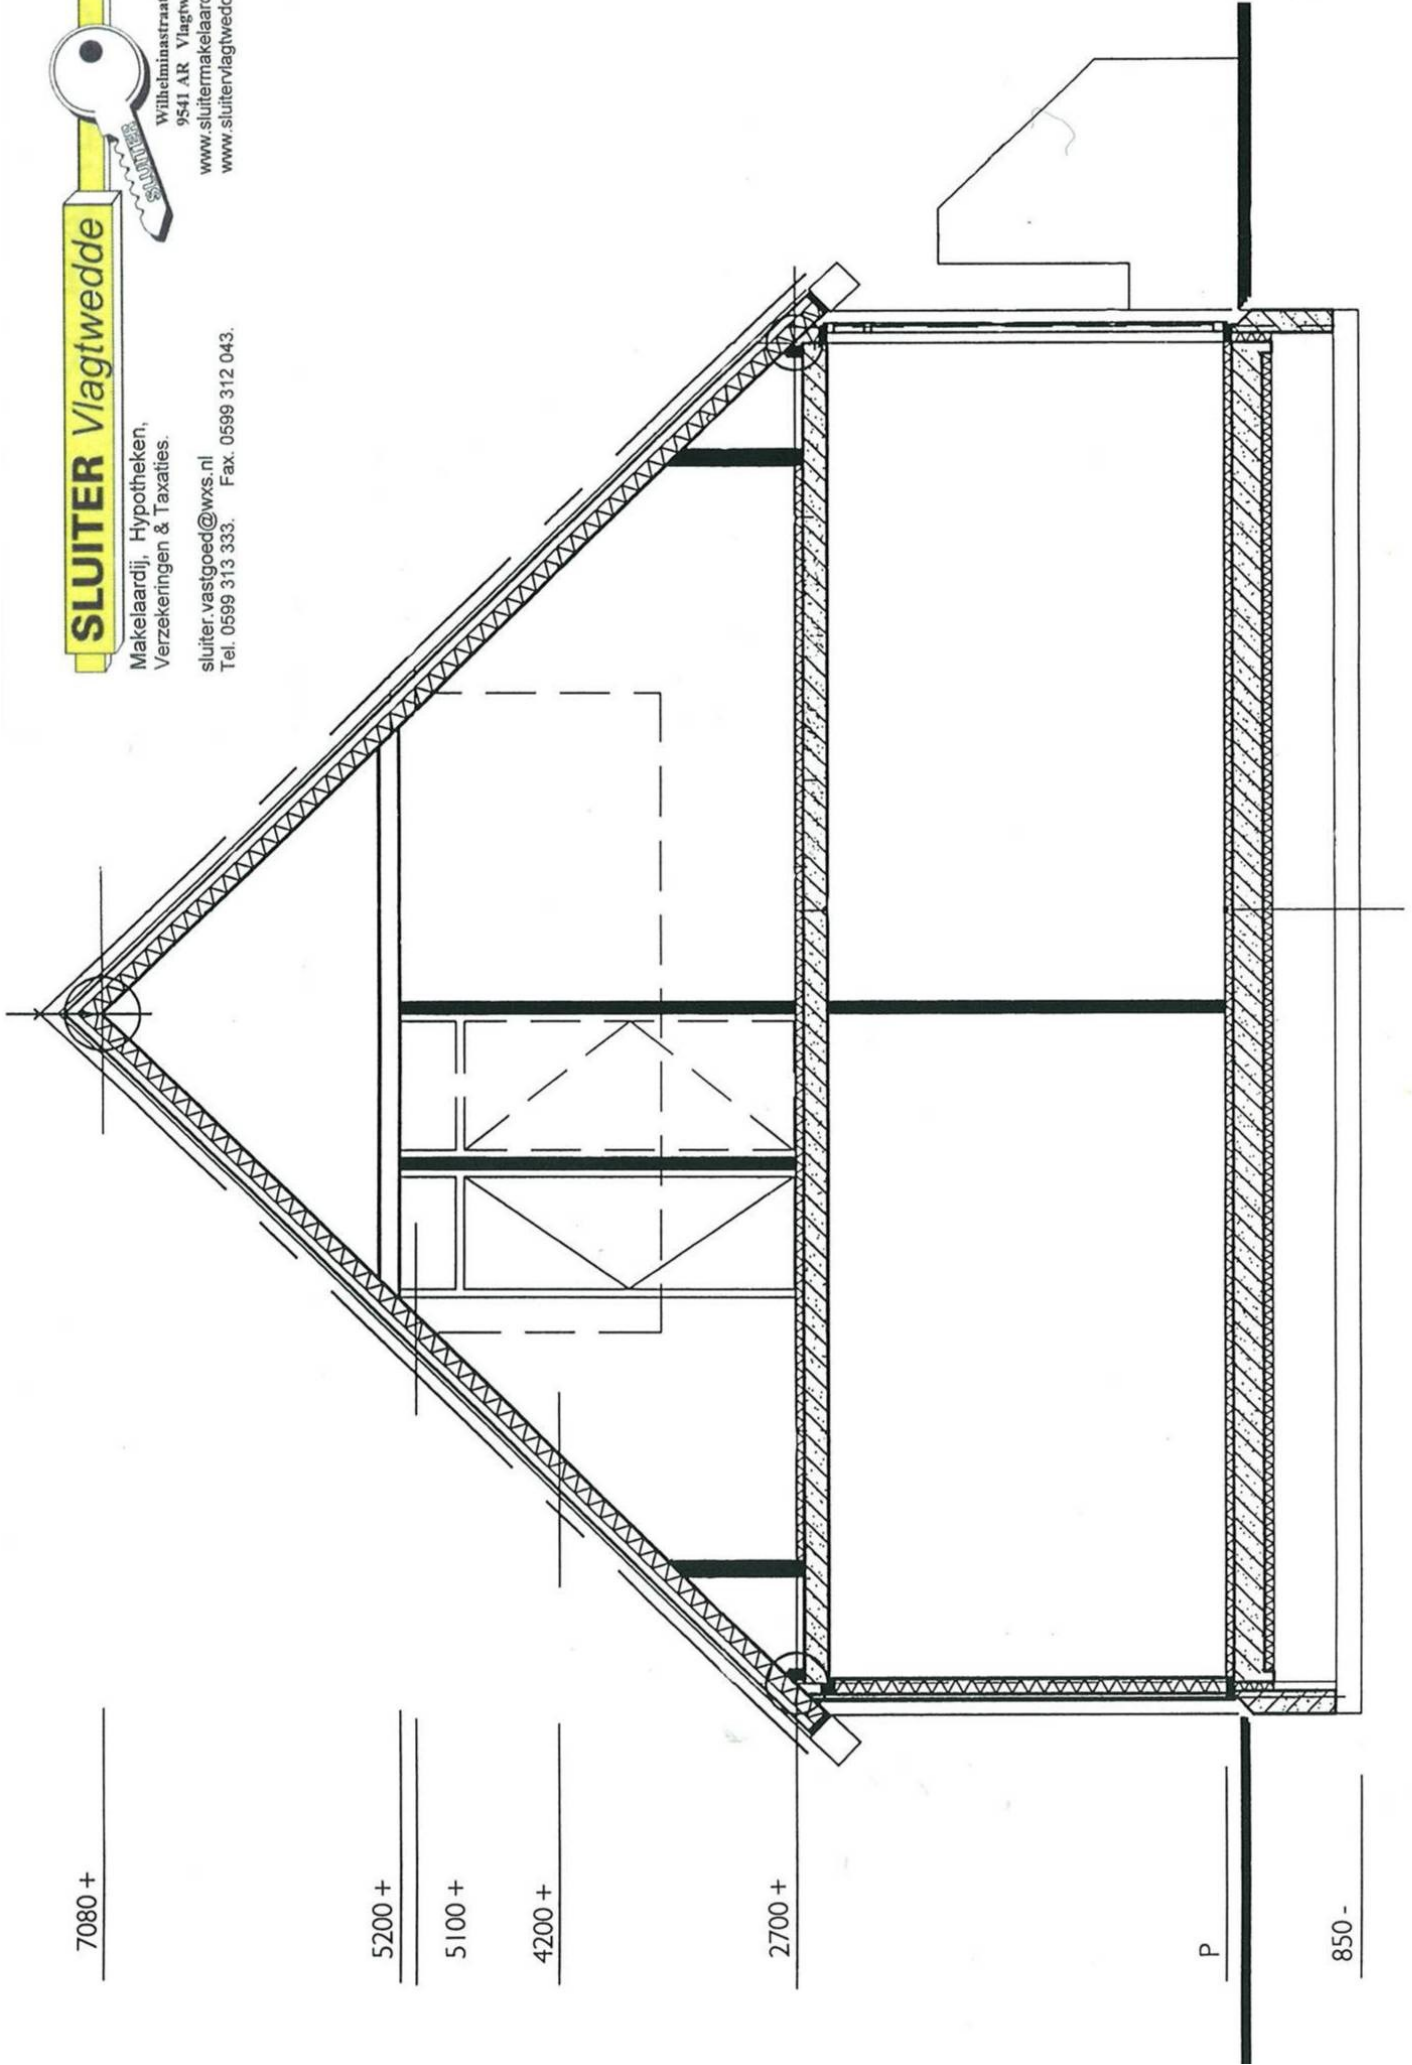 SLUITER Vlagtwedde
SLUITER
Makelaardij, Hypotheken,
Verzekeringen & Taxaties.
sluiter.vastgoed@wxs.nl
Tel. 0599 313 333. Fax. 0599 312 043.
Wilhelminastraat
9541 AR Vlagtw
www.sluitermakelaard
www.sluitervlagtwedd
7080 +
5200 +
5100 +
4200 +
2700 +
P
850 -